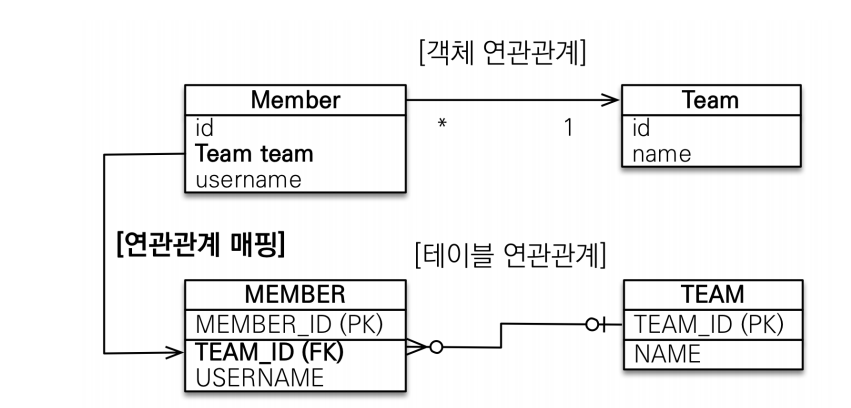 [객체 연관관계]
Member
Team
id
Team team
username
*
1
id
name
[연관관계 매핑]
[테이블 연관관계]
MEMBER
MEMBER_ID (PK)
TEAM_ID (FK)
USERNAME
TEAM
TEAM_ID (PK)
NAME